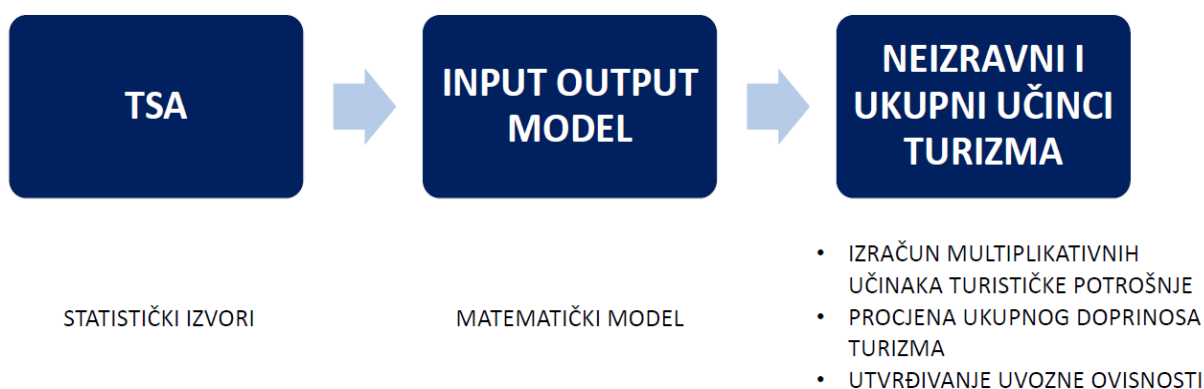 TSA
INPUT OUTPUT
MODEL
NEIZRAVNI I
UKUPNI UČINCI
TURIZMA
STATISTIČKI IZVORI
MATEMATIČKI MODEL
• IZRAČUN MULTIPLIKATIVNIH
UČINAKA TURISTIČKE POTROŠNJE
• PROCJENA UKUPNOG DOPRINOSA
TURIZMA
• UTVRĐIVANJE UVOZNE OVISNOSTI